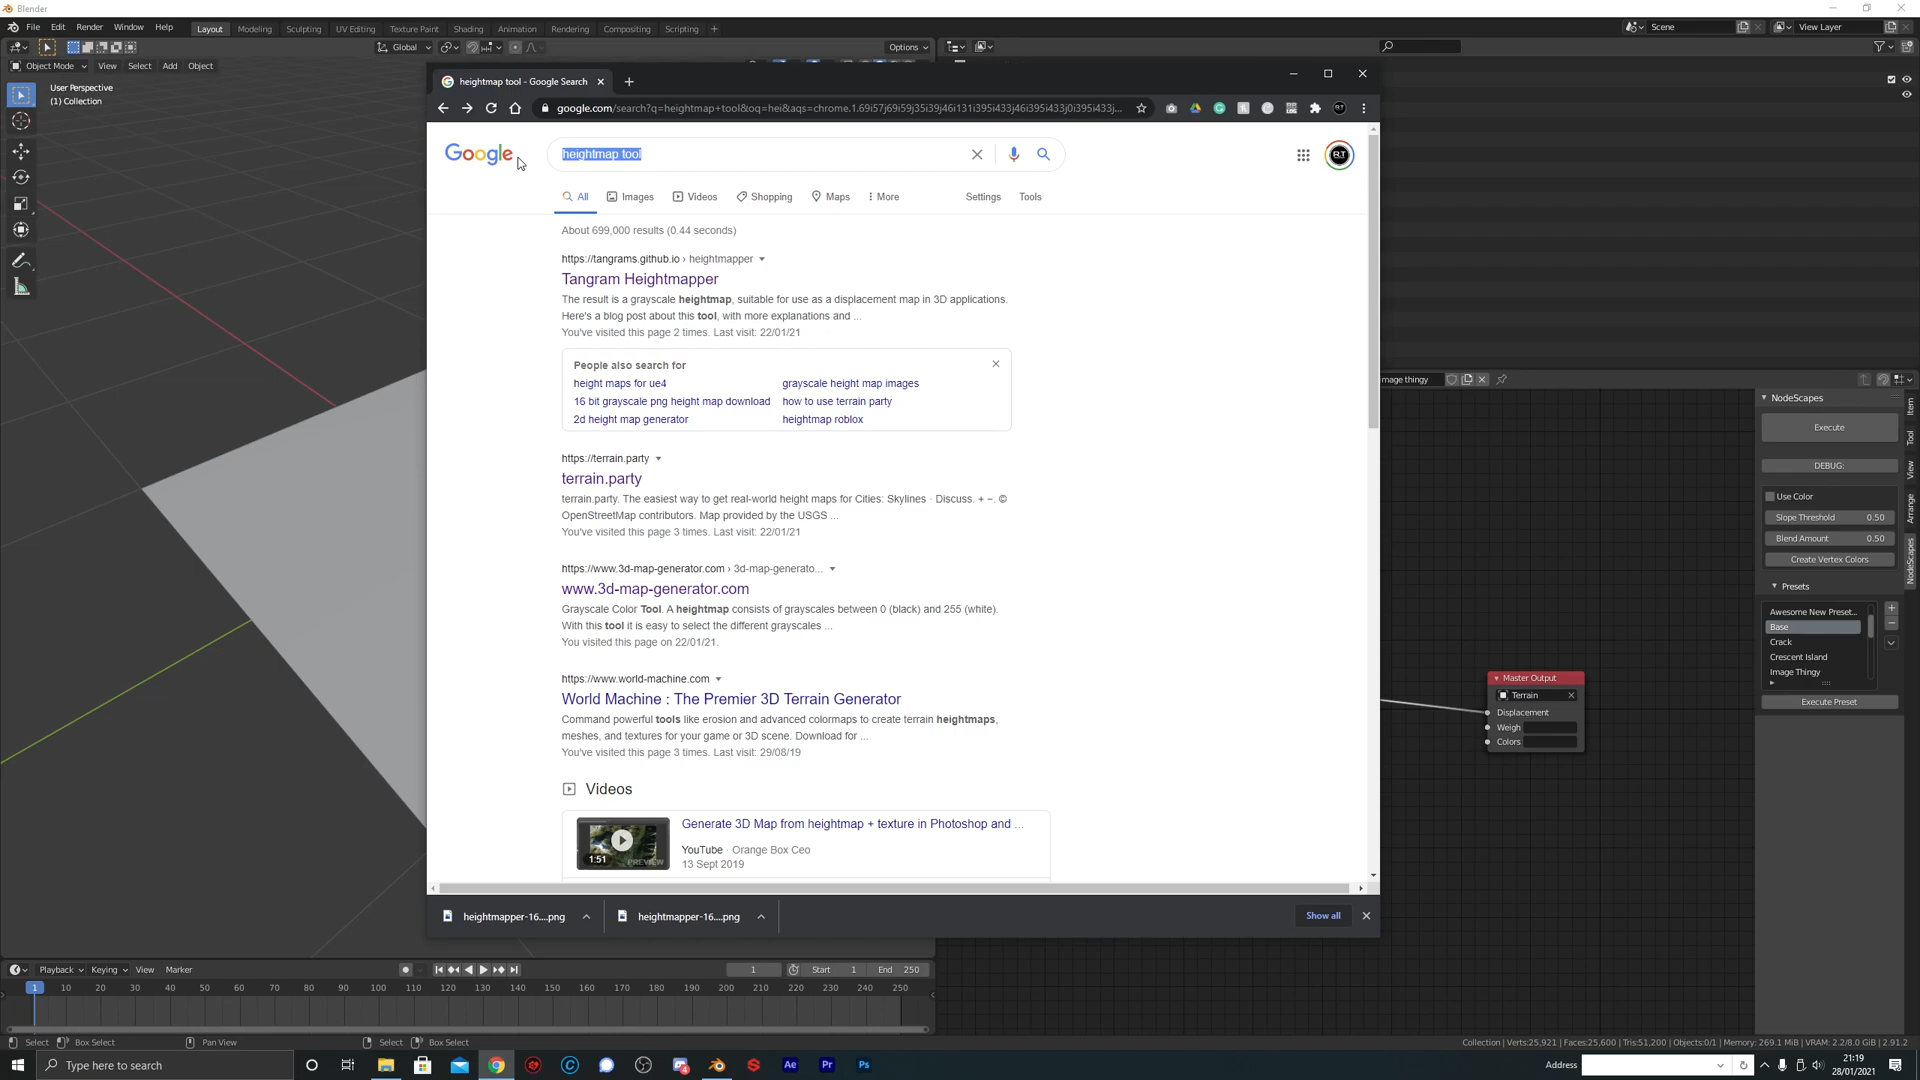 Blender
File Edit Render Window Help
Layout Modeling Sculpting UV Editing Texture Paint Shading Animation Rendering Compositing Scripting +
Scene
View Layer
Global
Options
Object Mode View Select Add Object
User Perspective
(1) Collection
heightmap tool - Google Search
google.com/search?q=heightmap+tool&oq=hei&aqs=chrome.1.69i57j69i59j35i39j46i131i395i433j46i395i433j0i395i433j...
Google
heightmap tool
All Images Videos Shopping Maps More Settings Tools
About 699,000 results (0.44 seconds)
https://tangrams.github.io › heightmapper
Tangram Heightmapper
The result is a grayscale heightmap, suitable for use as a displacement map in 3D applications.
Here's a blog post about this tool, with more explanations and ...
You've visited this page 2 times. Last visit: 22/01/21
People also search for
height maps for ue4
grayscale height map images
16 bit grayscale png height map download
how to use terrain party
2d height map generator
heightmap roblox
https://terrain.party
terrain.party
terrain.party. The easiest way to get real-world height maps for Cities: Skylines · Discuss. + −. ©
OpenStreetMap contributors. Map provided by the USGS ...
You've visited this page 3 times. Last visit: 22/01/21
https://www.3d-map-generator.com › 3d-map-generato...
www.3d-map-generator.com
Grayscale Color Tool. A heightmap consists of grayscales between 0 (black) and 255 (white).
With this tool it is easy to select the different grayscales ...
You visited this page on 22/01/21.
https://www.world-machine.com
World Machine : The Premier 3D Terrain Generator
Command powerful tools like erosion and advanced colormaps to create terrain heightmaps,
meshes, and textures for your game or 3D scene. Download for ...
You've visited this page 3 times. Last visit: 29/08/19
Videos
Generate 3D Map from heightmap + texture in Photoshop and ...
YouTube · Orange Box Ceo
13 Sept 2019
1:51
PREVIEW
heightmapper-16....png
heightmapper-16....png
Show all
mage thingy
NodeScapes
Execute
DEBUG:
Use Color
Slope Threshold 0.50
Blend Amount 0.50
Create Vertex Colors
Presets
Awesome New Preset...
Base
Crack
Crescent Island
Image Thingy
Execute Preset
Item
Tool
View
Arrange
NodeScapes
Master Output
Terrain
Displacement
Weigh
Colors
Playback Keying View Marker
1 Start 1 End 250
1 10 20 30 40 50 60 70 80 90 100 110 120 130 140 150 160 170 180 190 200 210 220 230 240 250
Select Box Select Pan View Select Box Select
Collection | Verts:25,921 | Faces:25,600 | Tris:51,200 | Objects:0/1 | Memory: 269.1 MiB | VRAM: 2.2/8.0 GiB | 2.91.2
Type here to search
4
Ae
Pr
Ps
Address
21:19
28/01/2021